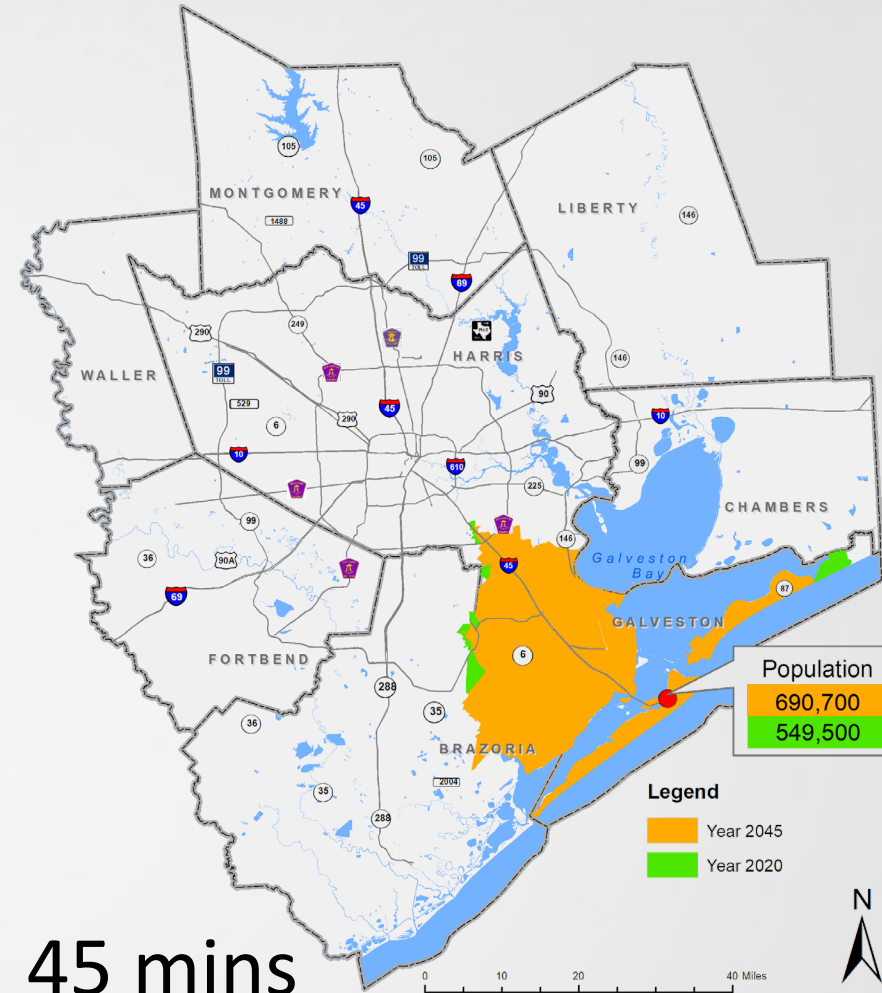 105
105
MONTGOMERY
LIBERTY
45
146
1488
99
TOLL
69
290
249
HARRIS
146
WALLER
99
TOLL
529
90
45
290
10
6
10
610
99
225
CHAMBERS
99
146
Galveston
Bay
36
90A
45
87
69
GALVESTON
6
FORTBEND
Population
690,700
549,500
288
35
36
BRAZORIA
2004
35
Legend
Year 2045
288
Year 2020
N
45 mins
0 10 20 40 Miles